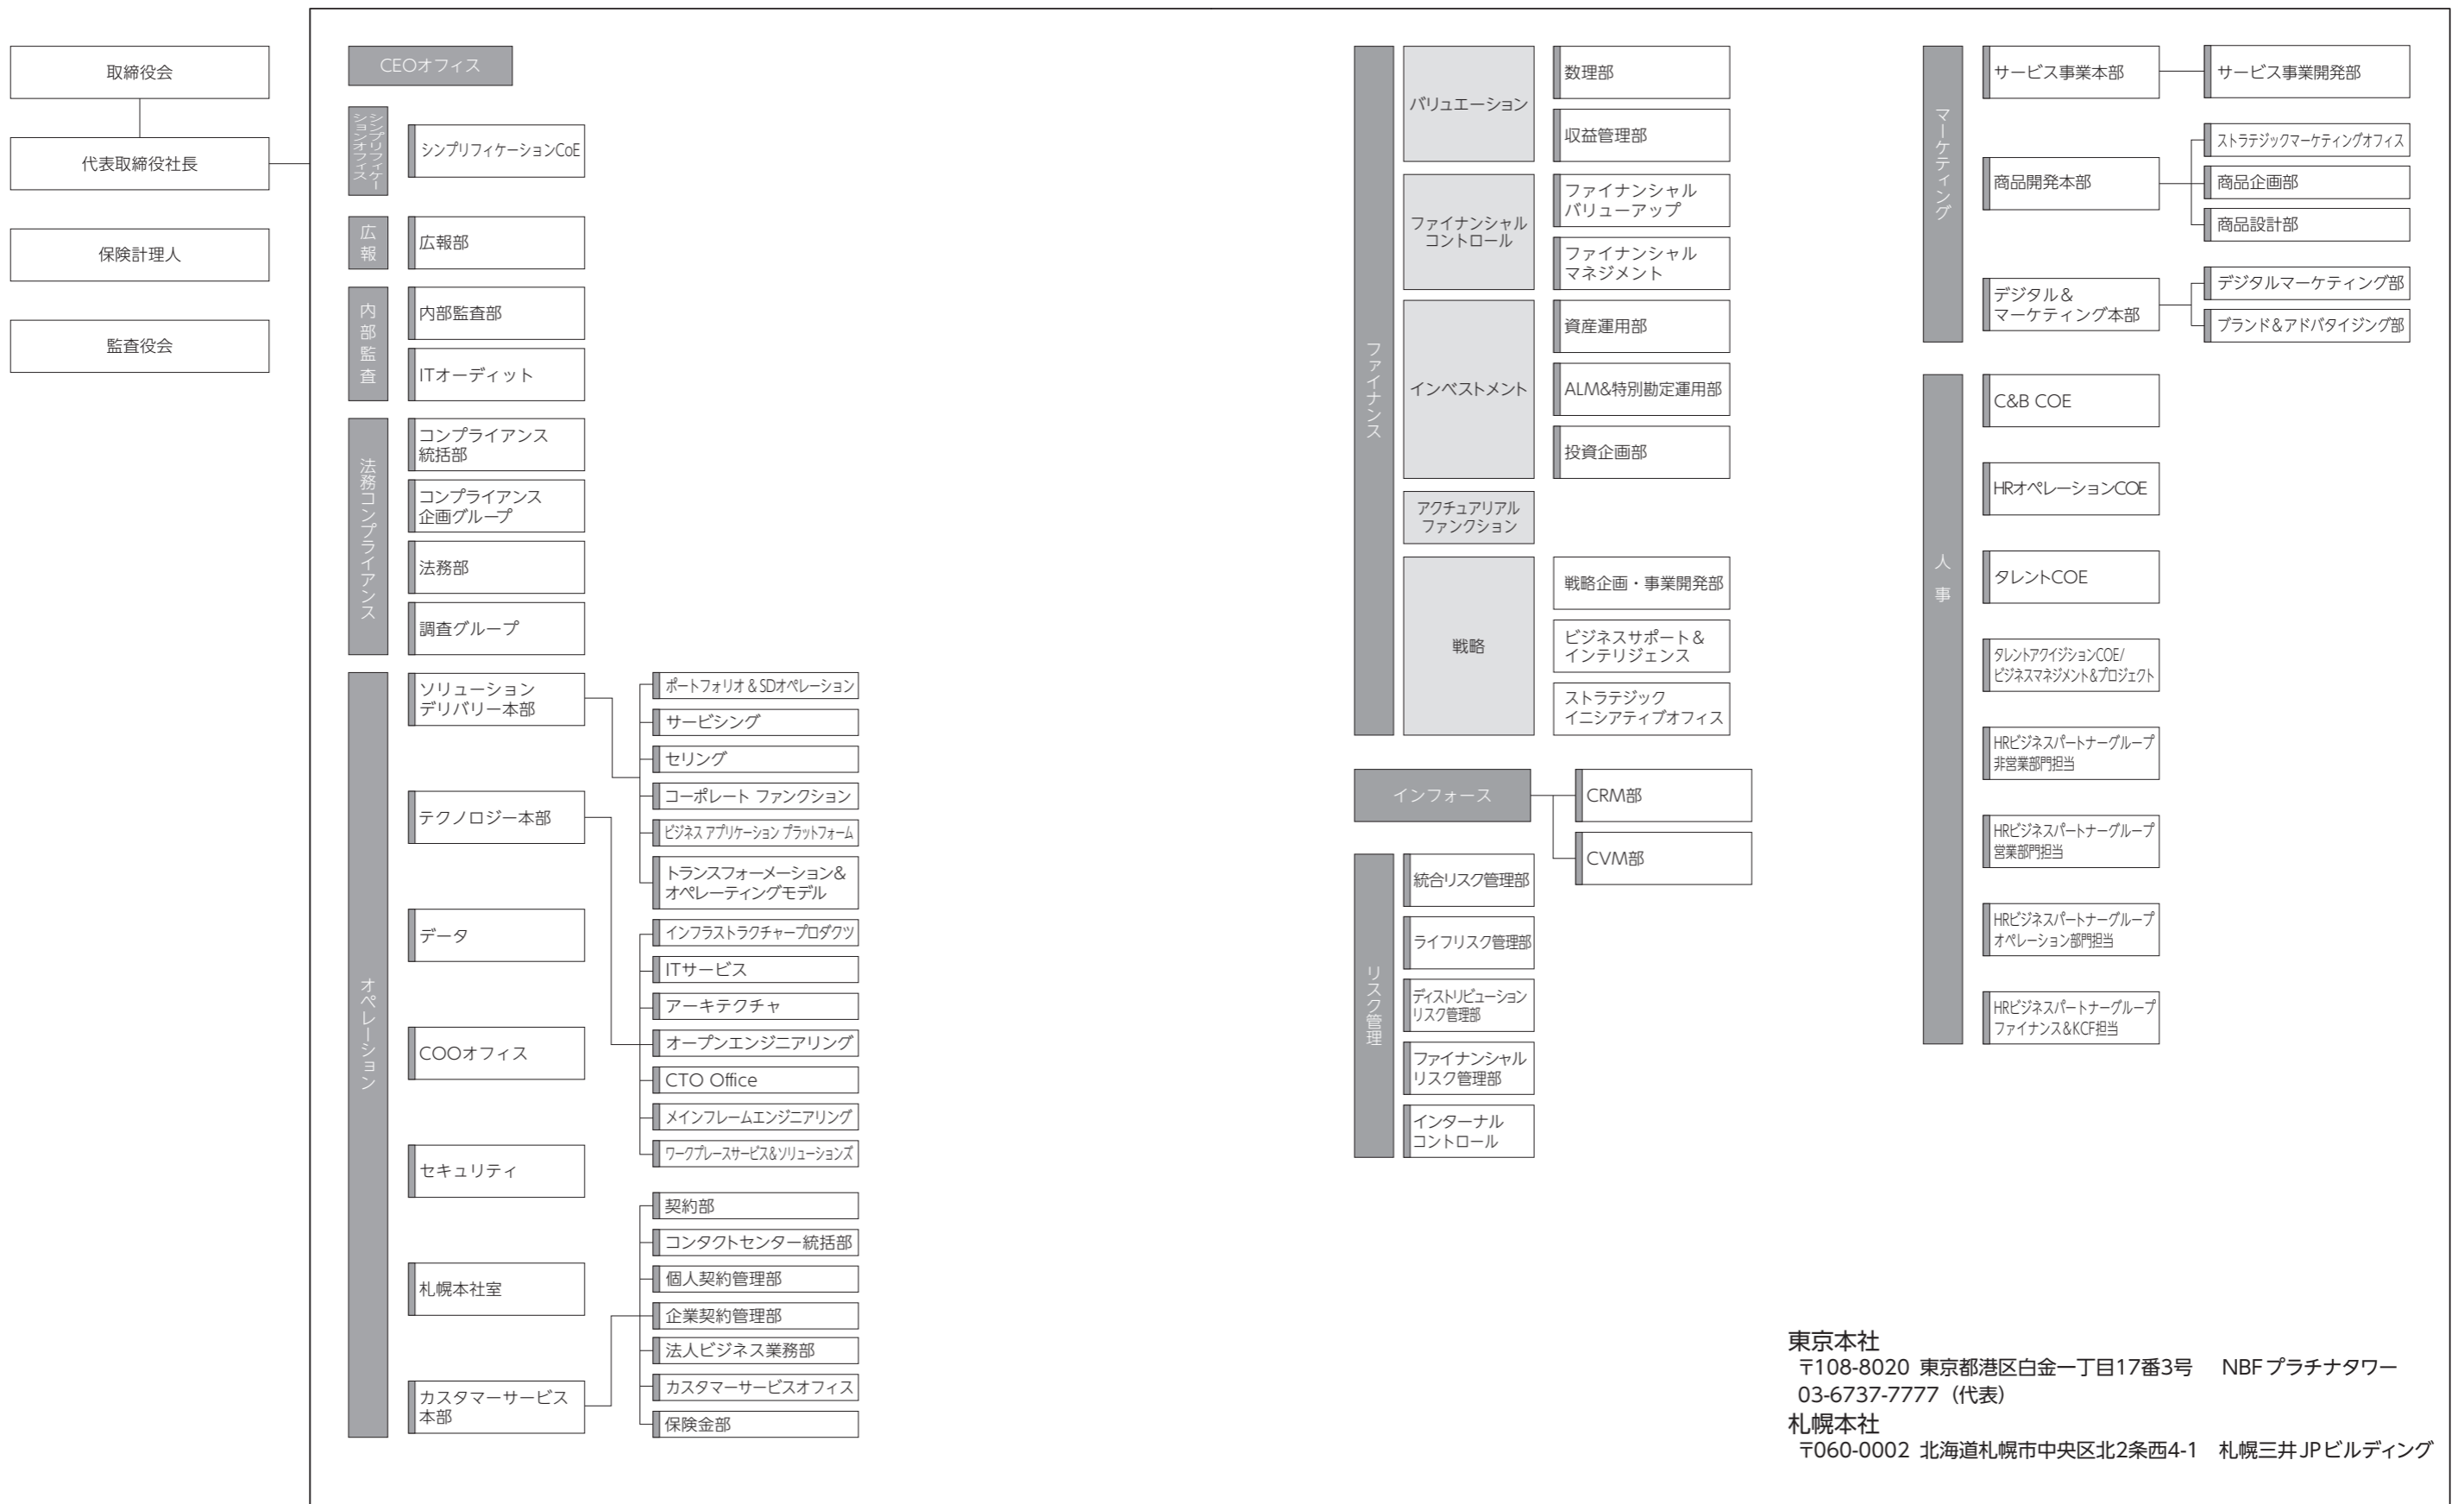 取締役会
代表取締役社長
保険計理人
監査役会
CEOオフィス
シンプリフィケー
ションオフィス
シンプリフィケーションCoE
広報
広報部
内部監査
内部監査部
ITオーディット
法務コンプライアンス
コンプライアンス
統括部
コンプライアンス
企画グループ
法務部
調査グループ
オペレーション
ソリューション
デリバリー本部
ポートフォリオ＆SDオペレーション
サービシング
セリング
コーポレート ファンクション
ビジネス アプリケーション プラットフォーム
トランスフォーメーション＆
オペレーティングモデル
テクノロジー本部
インフラストラクチャープロダクツ
ITサービス
アーキテクチャ
オープンエンジニアリング
CTO Office
メインフレームエンジニアリング
ワークプレースサービス&ソリューションズ
データ
COOオフィス
セキュリティ
札幌本社室
カスタマーサービス
本部
契約部
コンタクトセンター統括部
個人契約管理部
企業契約管理部
法人ビジネス業務部
カスタマーサービスオフィス
保険金部
ファイナンス
バリュエーション
数理部
収益管理部
ファイナンシャル
コントロール
ファイナンシャル
バリューアップ
ファイナンシャル
マネジメント
インベストメント
資産運用部
ALM&特別勘定運用部
投資企画部
アクチュアリアル
ファンクション
戦略
戦略企画・事業開発部
ビジネスサポート＆
インテリジェンス
ストラテジック
イニシアティブオフィス
インフォース
CRM部
CVM部
リスク管理
統合リスク管理部
ライフリスク管理部
ディストリビューション
リスク管理部
ファイナンシャル
リスク管理部
インターナル
コントロール
マーケティング
サービス事業本部
サービス事業開発部
商品開発本部
ストラテジックマーケティングオフィス
商品企画部
商品設計部
デジタル＆
マーケティング本部
デジタルマーケティング部
ブランド＆アドバタイジング部
人事
C&B COE
HRオペレーションCOE
タレントCOE
タレントアクイジションCOE/
ビジネスマネジメント&プロジェクト
HRビジネスパートナーグループ
非営業部門担当
HRビジネスパートナーグループ
営業部門担当
HRビジネスパートナーグループ
オペレーション部門担当
HRビジネスパートナーグループ
ファイナンス&KCF担当
東京本社
〒108-8020 東京都港区白金一丁目17番3号　NBFプラチナタワー
03-6737-7777（代表）
札幌本社
〒060-0002 北海道札幌市中央区北2条西4-1　札幌三井JPビルディング